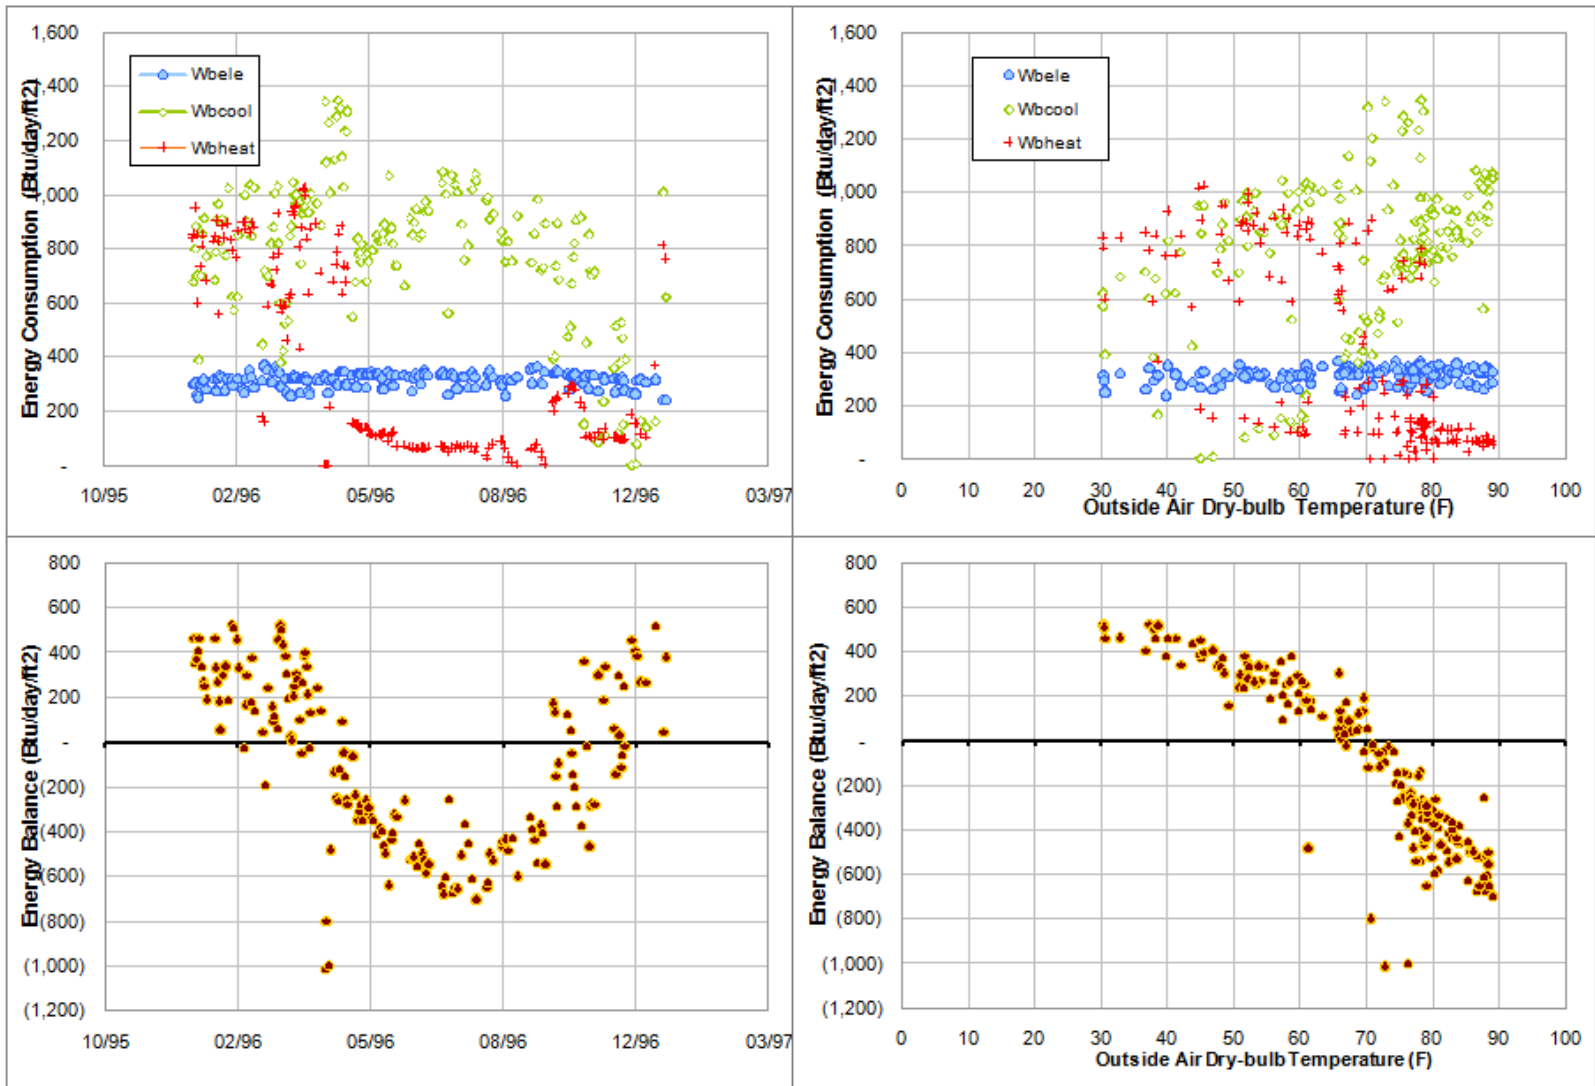 Energy Consumption (Btu/day/ft2)
1,600
1,400
1,200
1,000
800
600
400
200
-
Wbele
Wbcool
Wbheat
10/95 02/96 05/96 08/96 12/96 03/97
Energy Consumption (Btu/day/ft2)
1,600
1,400
1,200
1,000
800
600
400
200
-
Wbele
Wbcool
Wbheat
0 10 20 30 40 50 60 70 80 90 100
Outside Air Dry-bulb Temperature (F)
Energy Balance (Btu/day/ft2)
800
600
400
200
-
(200)
(400)
(600)
(800)
(1,000)
(1,200)
10/95 02/96 05/96 08/96 12/96 03/97
Energy Balance (Btu/day/ft2)
800
600
400
200
-
(200)
(400)
(600)
(800)
(1,000)
(1,200)
0 10 20 30 40 50 60 70 80 90 100
Outside Air Dry-bulb Temperature (F)